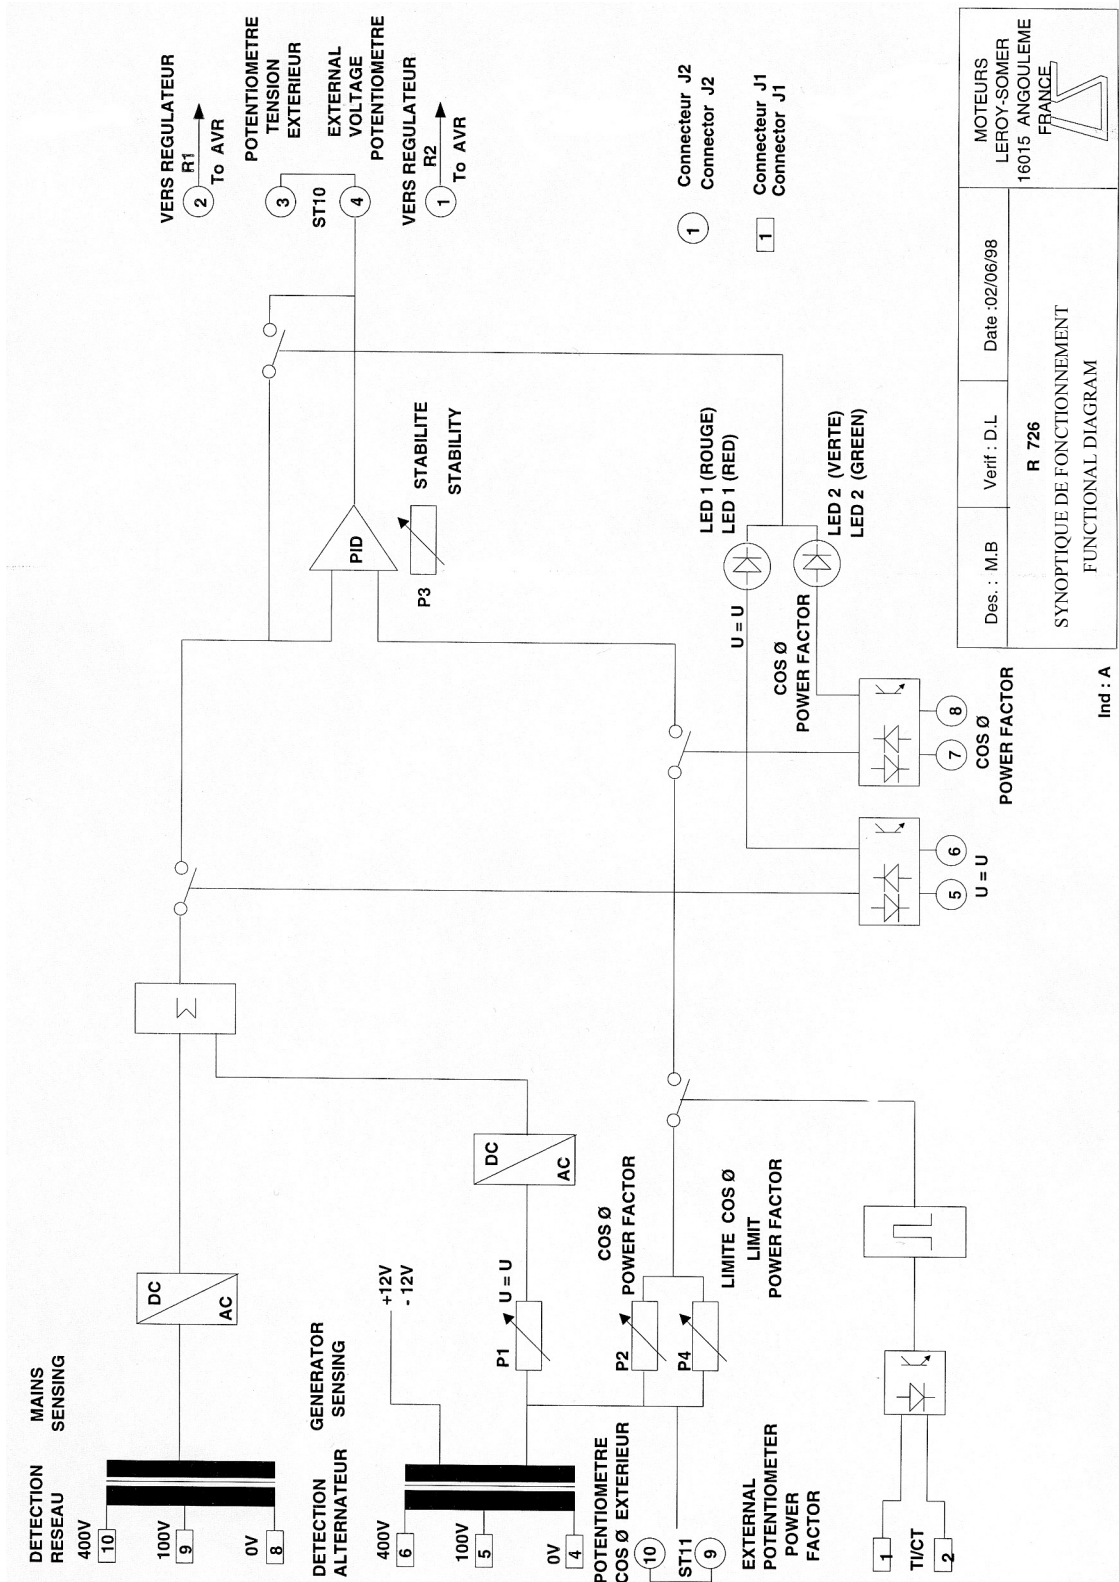 DETECTION
RESEAU
MAINS
SENSING
400V
10
100V
9
0V
8
DC
AC
Σ
DETECTION
ALTERNATEUR
GENERATOR
SENSING
400V
6
100V
5
0V
4
+12V
- 12V
P1
U = U
DC
AC
POTENTIOMETRE
COS Ø EXTERIEUR
10
ST11
9
EXTERNAL
POTENTIOMETER
POWER
FACTOR
P2
COS Ø
POWER FACTOR
P4
LIMITE COS Ø
LIMIT
POWER FACTOR
1
TI/CT
2
PID
P3
STABILITE
STABILITY
VERS REGULATEUR
2
R1
To AVR
POTENTIOMETRE
TENSION
EXTERIEUR
3
ST10
4
EXTERNAL
VOLTAGE
POTENTIOMETRE
VERS REGULATEUR
1
R2
To AVR
U = U
LED 1 (ROUGE)
LED 1 (RED)
COS Ø
POWER FACTOR
LED 2 (VERTE)
LED 2 (GREEN)
5
6
U = U
7
8
COS Ø
POWER FACTOR
1
Connecteur J2
Connector J2
1
Connecteur J1
Connector J1
Ind : A
Des. : M.B
Verif : D.L
Date :02/06/98
R 726
SYNOPTIQUE DE FONCTIONNEMENT
FUNCTIONAL DIAGRAM
MOTEURS
LEROY-SOMER
16015 ANGOULEME
FRANCE